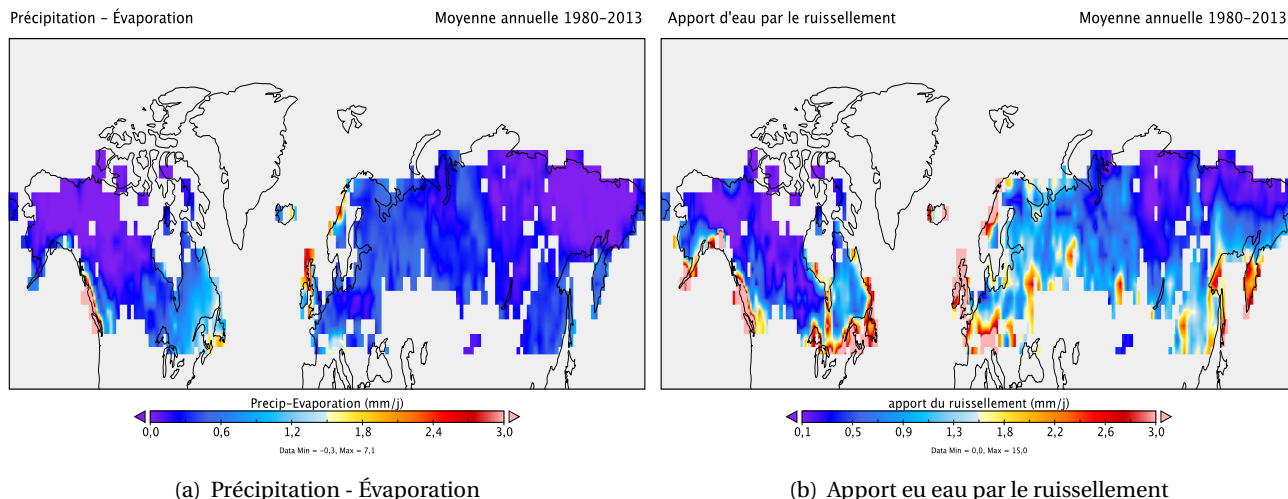 Précipitation – Évaporation
Moyenne annuelle 1980–2013
Precip-Evaporation (mm/j)
0,0 0,6 1,2 1,8 2,4 3,0
Data Min = -0,3, Max = 7,1
(a) Précipitation - Évaporation
Apport d'eau par le ruissellement
Moyenne annuelle 1980–2013
apport du ruissellement (mm/j)
0,1 0,5 0,9 1,3 1,8 2,2 2,6 3,0
Data Min = 0,0, Max = 15,0
(b) Apport eu eau par le ruissellement